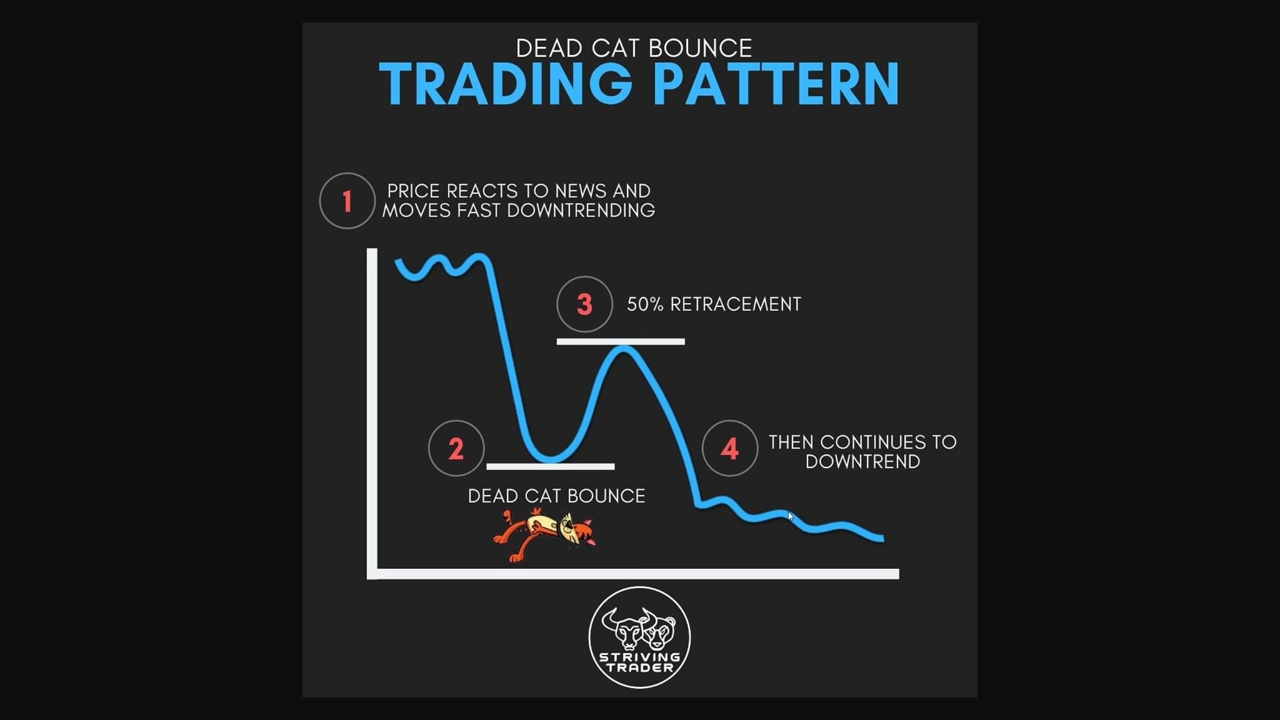 DEAD CAT BOUNCE
TRADING PATTERN
1
PRICE REACTS TO NEWS AND
MOVES FAST DOWNTRENDING
3
50% RETRACEMENT
2
DEAD CAT BOUNCE
4
THEN CONTINUES TO
DOWNTREND
STRIVING
TRADER